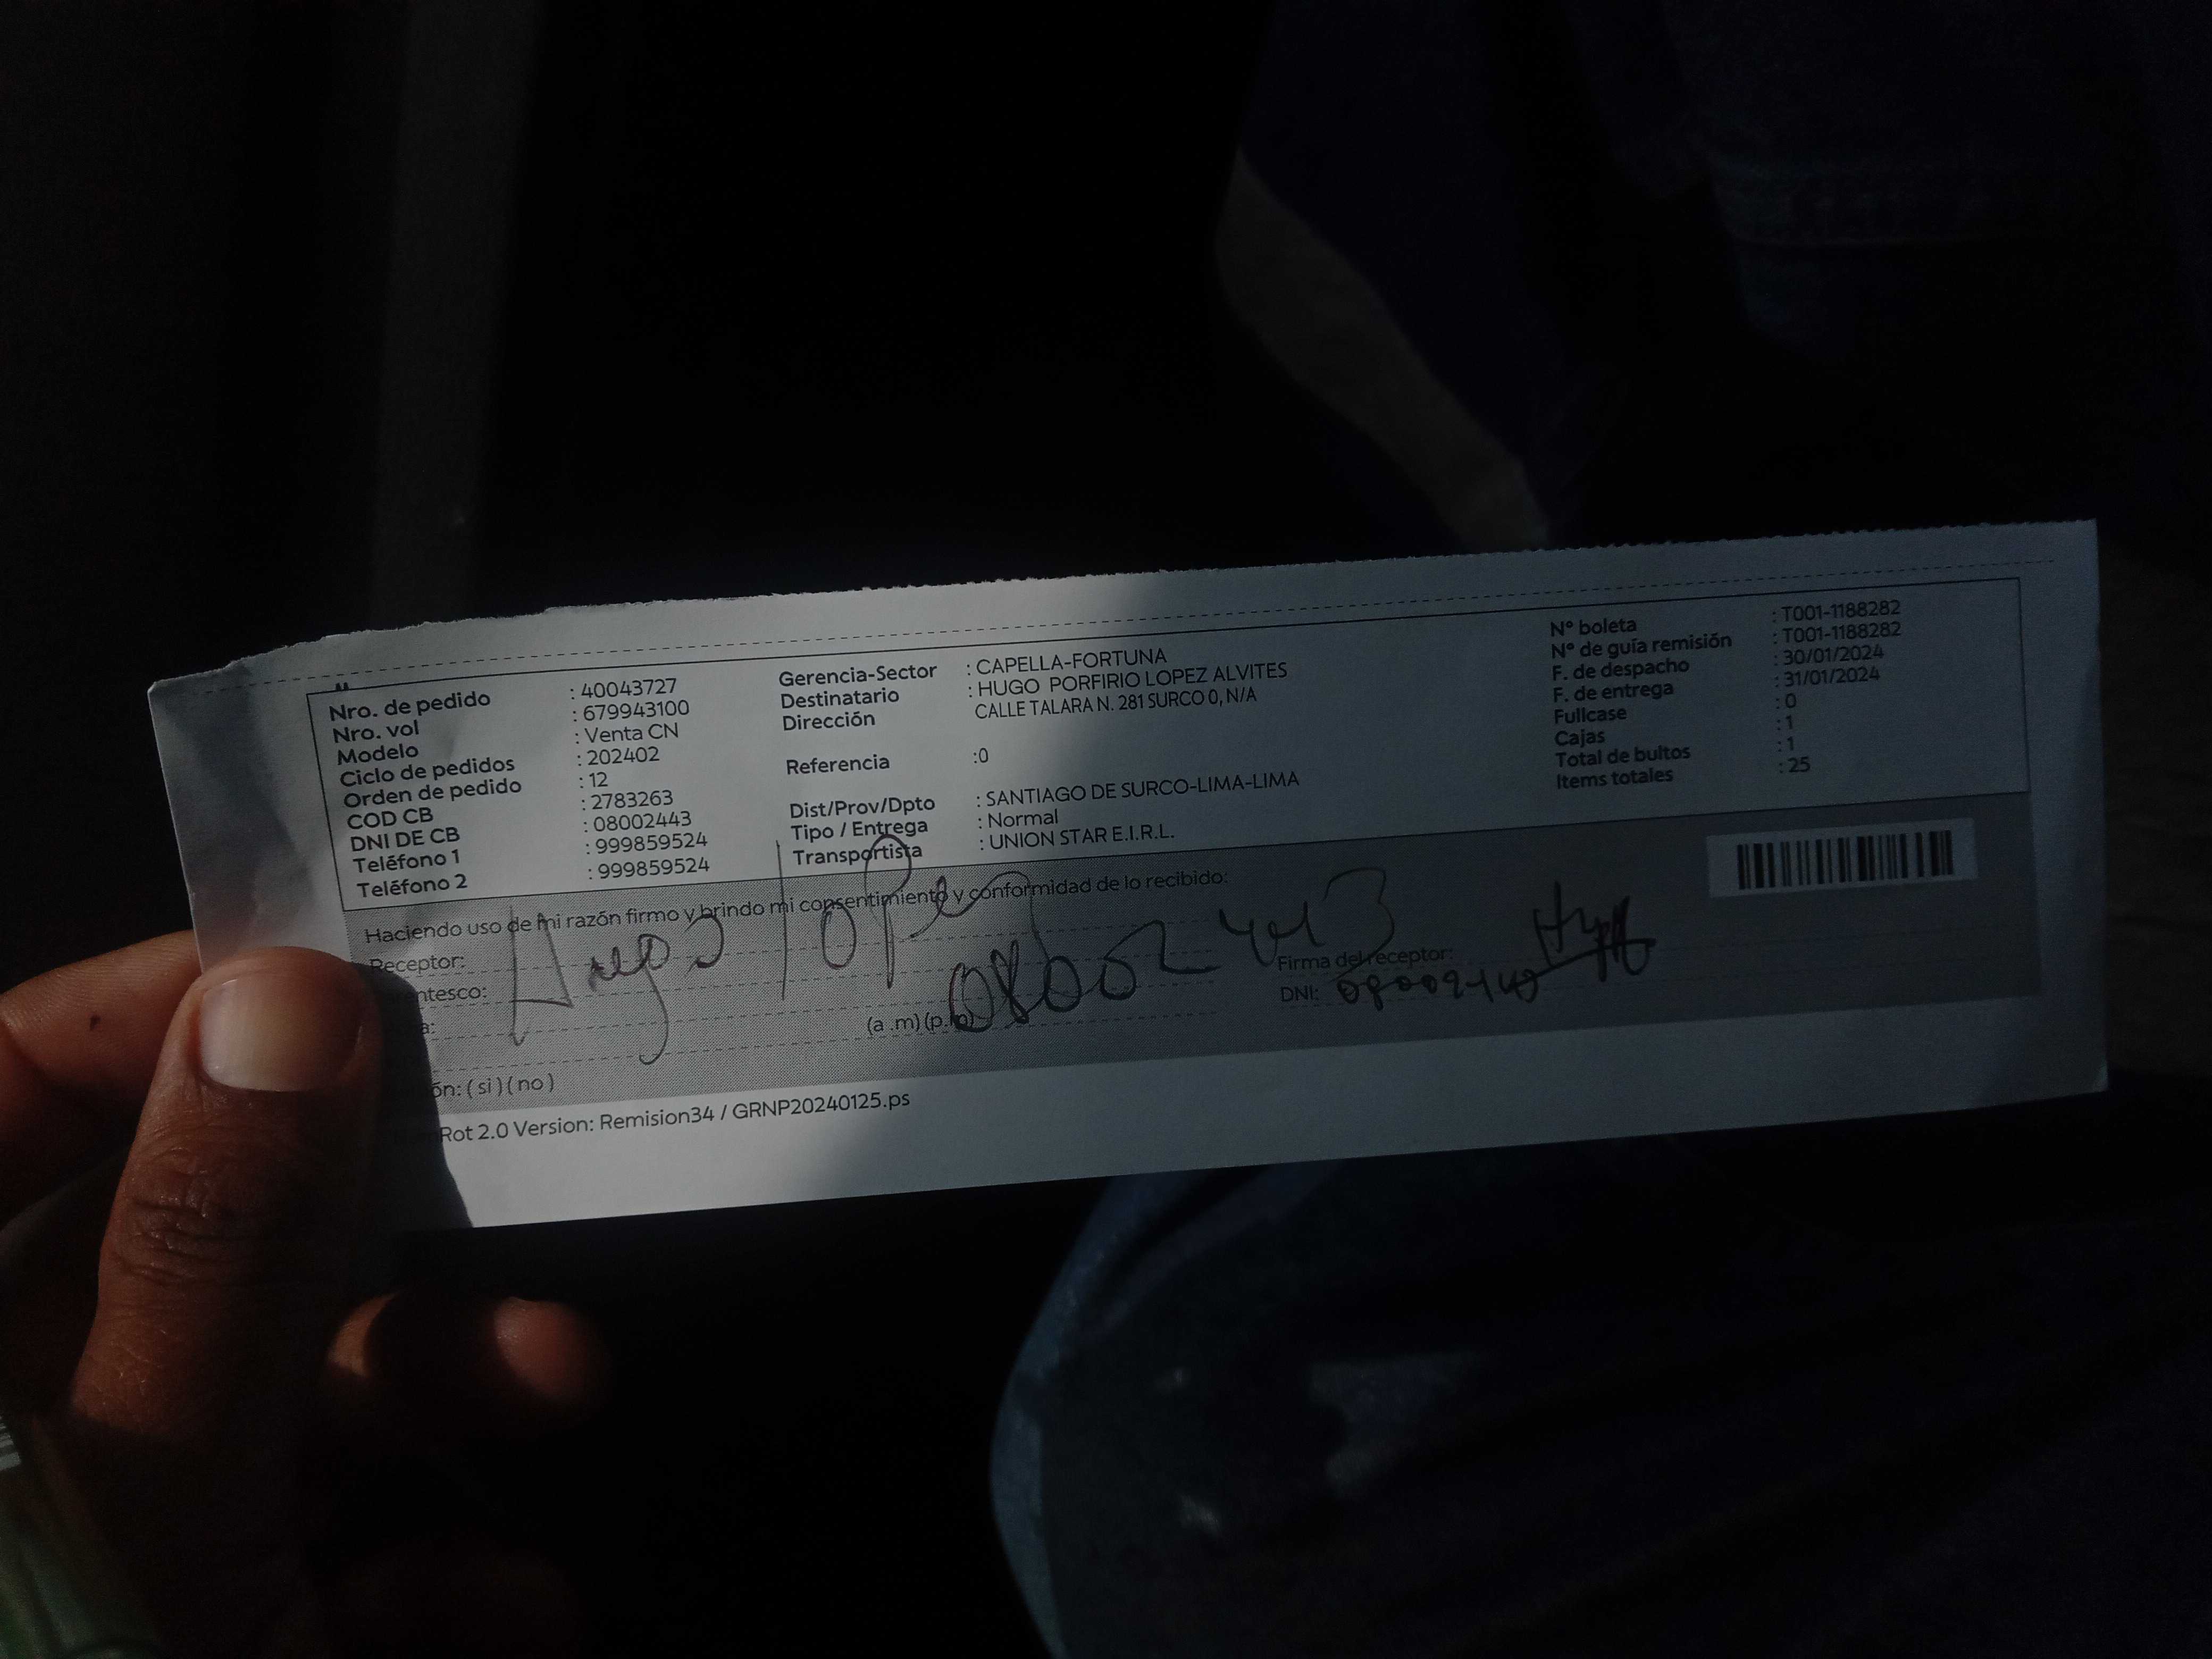 Nro. de pedido : 40043727
Nro. vol : 679943100
Modelo : Venta CN
Ciclo de pedidos : 202402
Orden de pedido : 12
COD CB : 2783263
DNI DE CB : 08002443
Teléfono 1 : 999859524
Teléfono 2 : 999859524
Gerencia-Sector : CAPELLA-FORTUNA
Destinatario : HUGO PORFIRIO LOPEZ ALVITES
Dirección CALLE TALARA N. 281 SURCO 0, N/A
Referencia :0
Dist/Prov/Dpto : SANTIAGO DE SURCO-LIMA-LIMA
Tipo / Entrega : Normal
Transportista : UNION STAR E.I.R.L.
N° boleta : T001-1188282
N° de guía remisión : T001-1188282
F. de despacho : 30/01/2024
F. de entrega : 31/01/2024
Fullcase : 0
Cajas : 1
Total de bultos : 1
Items totales : 25
Haciendo uso de mi razón firmo y brindo mi consentimiento y conformidad de lo recibido:
Receptor: Hugo Lopez
08002443
Firma del receptor:
DNI:
(a .m) (p.m)
(si) (no)
Rot 2.0 Version: Remision34 / GRNP20240125.ps